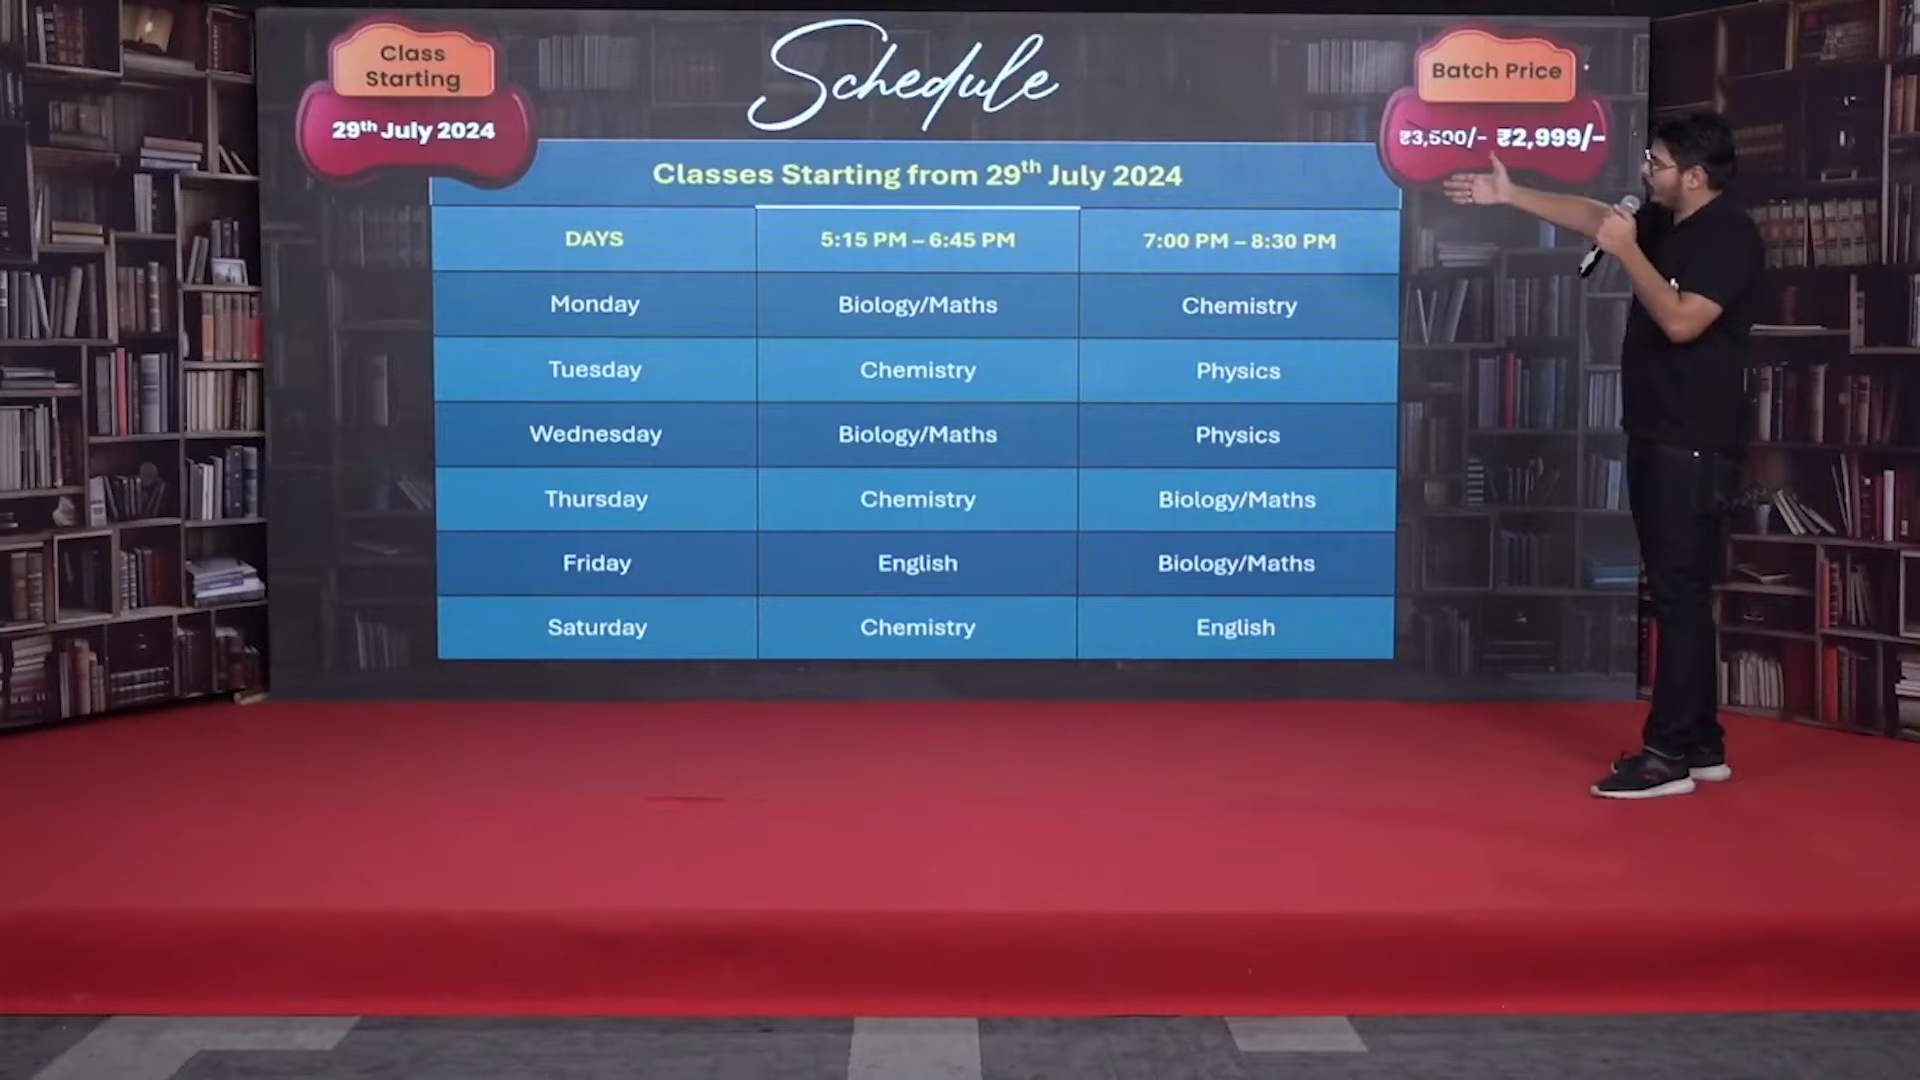 Class
Starting
29th July 2024
Schedule
Batch Price
₹3,500/- ₹2,999/-
Classes Starting from 29th July 2024
DAYS 5:15 PM – 6:45 PM 7:00 PM – 8:30 PM
Monday Biology/Maths Chemistry
Tuesday Chemistry Physics
Wednesday Biology/Maths Physics
Thursday Chemistry Biology/Maths
Friday English Biology/Maths
Saturday Chemistry English